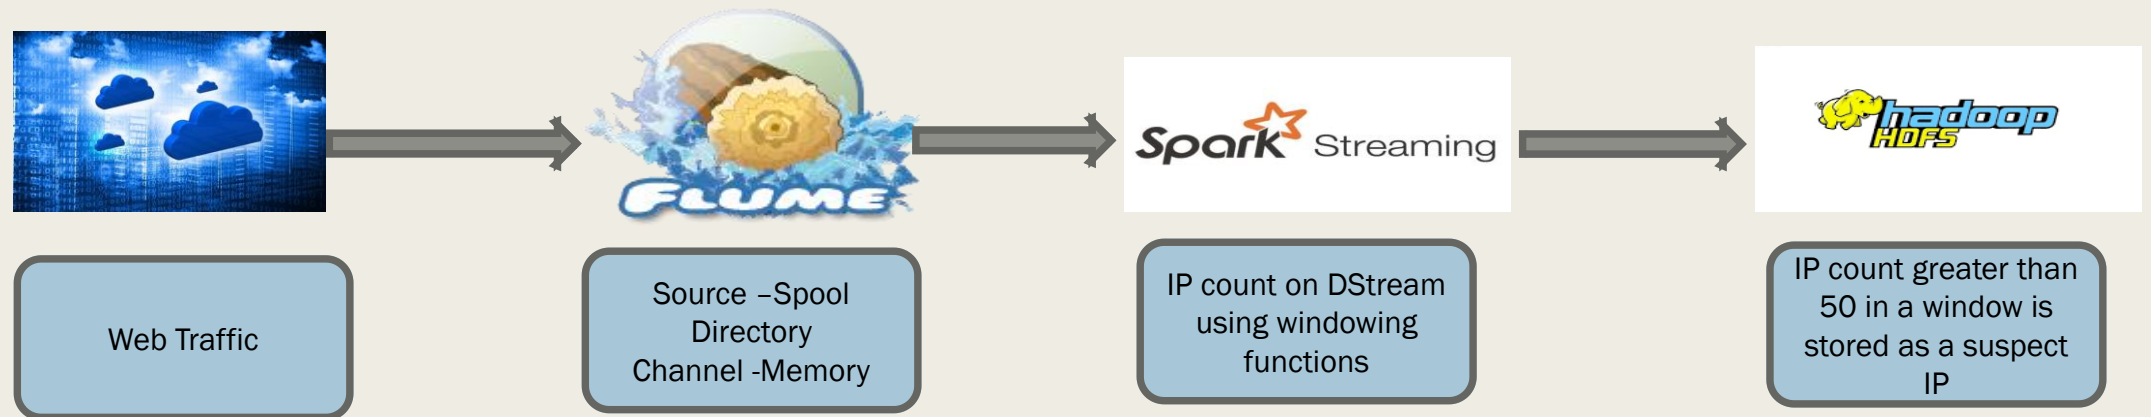 FLUME
Spark Streaming
hadoop
HDFS
Web Traffic
Source –Spool
Directory
Channel -Memory
IP count on DStream
using windowing
functions
IP count greater than
50 in a window is
stored as a suspect
IP